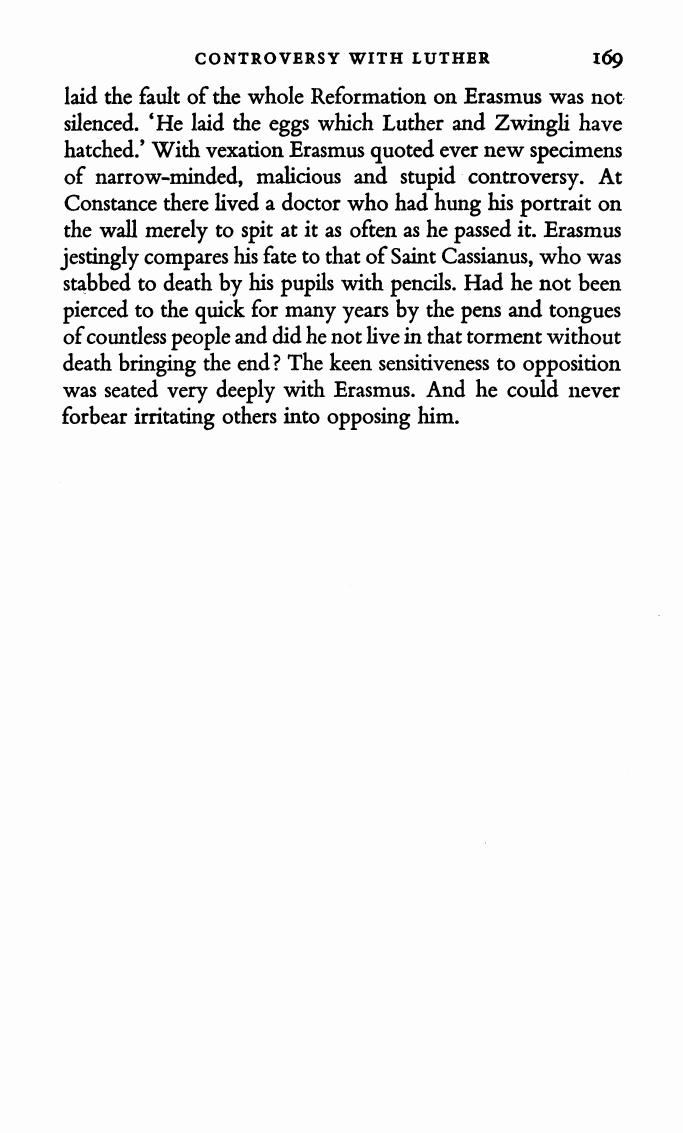 CONTROVERSY WITH LUTHER 169
laid the fault of the whole Reformation on Erasmus was not
silenced. ‘He laid the eggs which Luther and Zwingli have
hatched.’ With vexation Erasmus quoted ever new specimens
of narrow-minded, malicious and stupid controversy. At
Constance there lived a doctor who had hung his portrait on
the wall merely to spit at it as often as he passed it. Erasmus
jestingly compares his fate to that of Saint Cassianus, who was
stabbed to death by his pupils with pencils. Had he not been
pierced to the quick for many years by the pens and tongues
of countless people and did he not live in that torment without
death bringing the end? The keen sensitiveness to opposition
was seated very deeply with Erasmus. And he could never
forbear irritating others into opposing him.